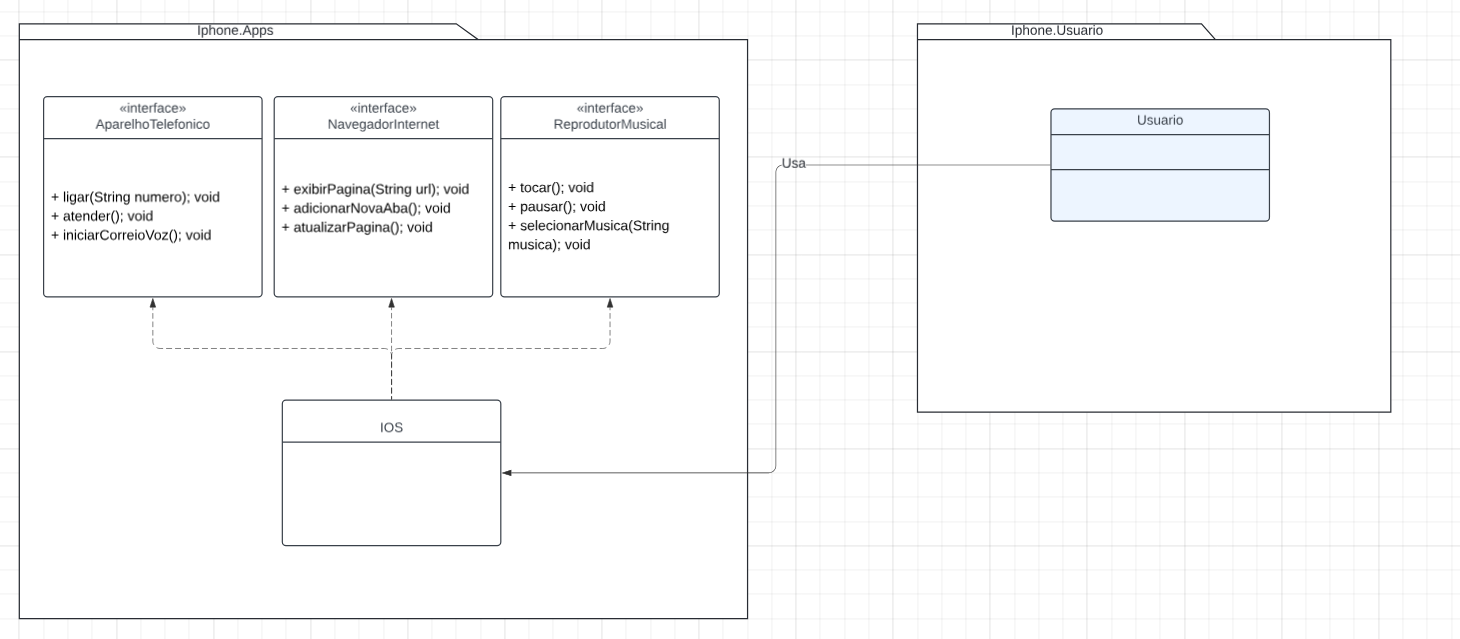 Iphone.Apps
«interface»
AparelhoTelefonico
+ ligar(String numero); void
+ atender(); void
+ iniciarCorreioVoz(); void
«interface»
NavegadorInternet
+ exibirPagina(String url); void
+ adicionarNovaAba(); void
+ atualizarPagina(); void
«interface»
ReprodutorMusical
+ tocar(); void
+ pausar(); void
+ selecionarMusica(String
musica); void
IOS
Usa
Iphone.Usuario
Usuario